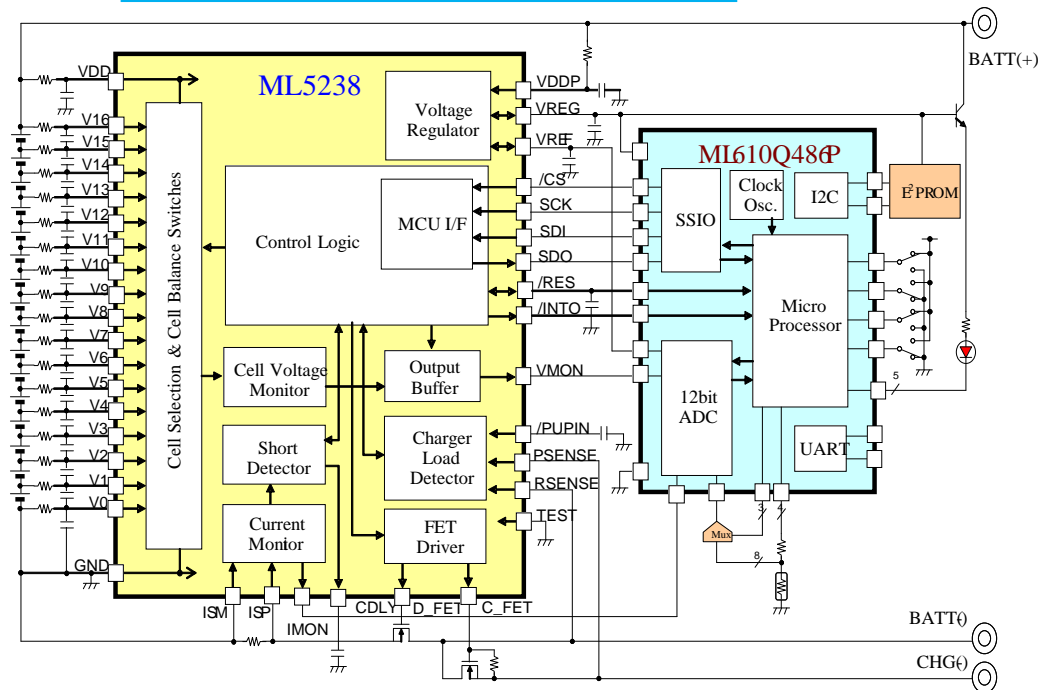 BATT(+)
ML5238
VDD
V16
V15
V14
V13
V12
V11
V10
V9
V8
V7
V6
V5
V4
V3
V2
V1
V0
GND
Cell Selection & Cell Balance Switches
Voltage
Regulator
Control Logic
MCU I/F
Cell Voltage
Monitor
Output
Buffer
Short
Detector
Charger
Load
Detector
Current
Monitor
FET
Driver
VDDP
VREG
VREF
/CS
SCK
SDI
SDO
/RES
/INTO
VMON
/PUPIN
PSENSE
RSENSE
TEST
ISM
ISP
IMON
CDLY
D_FET
C_FET
ML610Q486P
SSIO
Clock
Osc.
I2C
E2PROM
Micro
Processor
12bit
ADC
UART
5
3
4
Mux
8
BATT(-)
CHG(-)